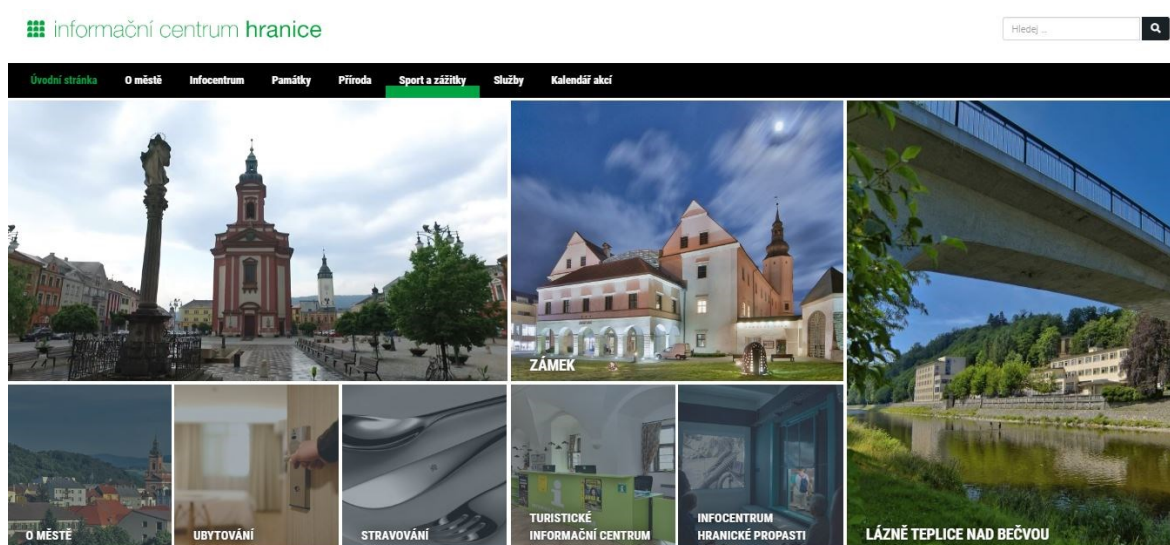 informační centrum hranice
Hledej ...
Úvodní stránka O městě Infocentrum Památky Příroda Sport a zážitky Služby Kalendář akcí
ZÁMEK
O MĚSTĚ
UBYTOVÁNÍ
STRAVOVÁNÍ
TURISTICKÉ
INFORMAČNÍ CENTRUM
INFOCENTRUM
HRANICKÉ PROPASTI
LÁZNĚ TEPLICE NAD BEČVOU